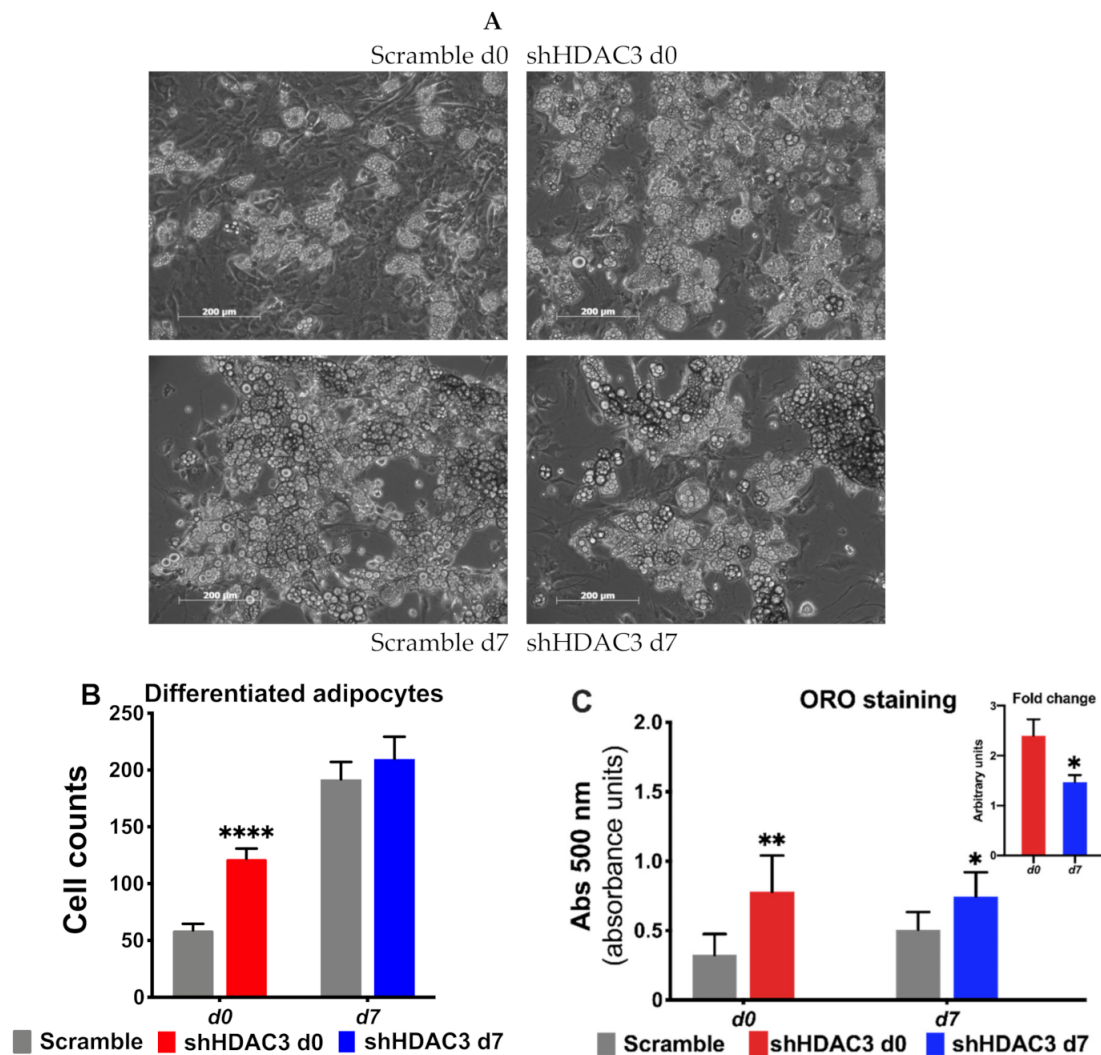 A
Scramble d0 shHDAC3 d0
200 µm
200 µm
200 µm
200 µm
Scramble d7 shHDAC3 d7
B Differentiated adipocytes
Cell counts
250
200
150
100
50
0
****
d0
d7
Scramble shHDAC3 d0 shHDAC3 d7
C ORO staining
Abs 500 nm
(absorbance units)
2.0
1.5
1.0
0.5
0
**
*
d0
d7
Fold change
Arbitrary units
3
2
1
0
*
d0
d7
Scramble shHDAC3 d0 shHDAC3 d7